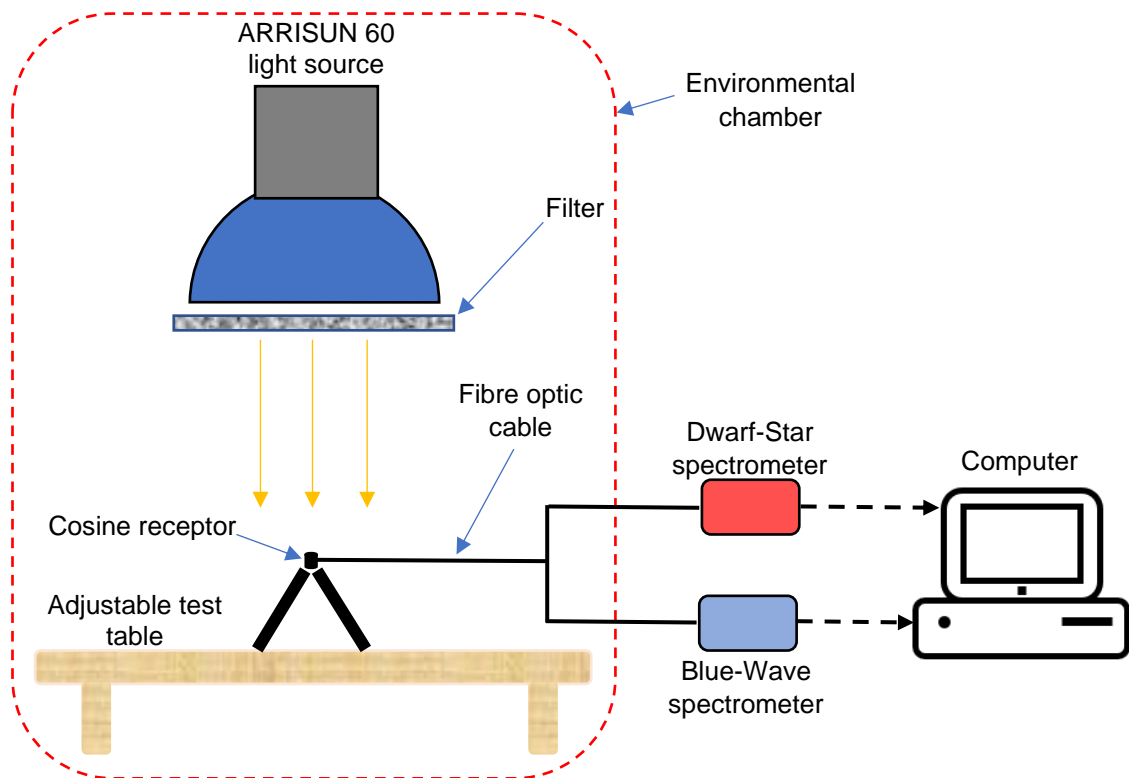 ARRISUN 60
light source
Environmental
chamber
Filter
Fibre optic
cable
Dwarf-Star
spectrometer
Computer
Cosine receptor
Adjustable test
table
Blue-Wave
spectrometer